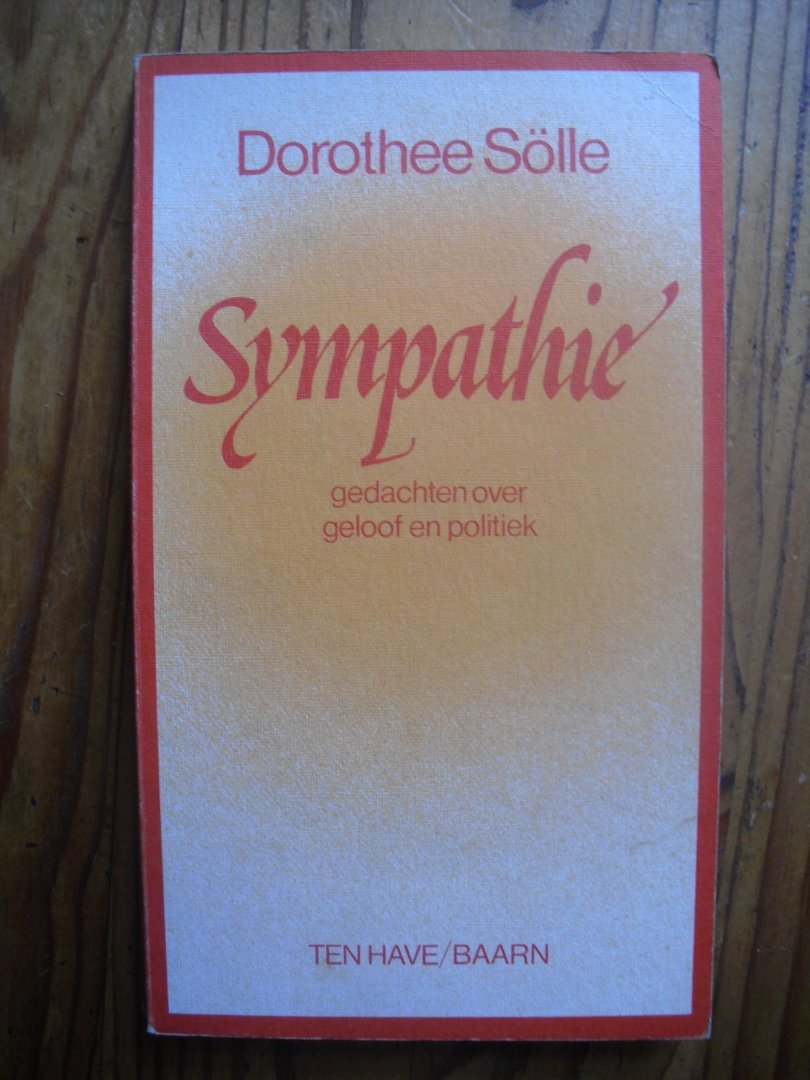 Dorothee Sölle
Sympathie
gedachten over
geloof en politiek
TEN HAVE/BAARN